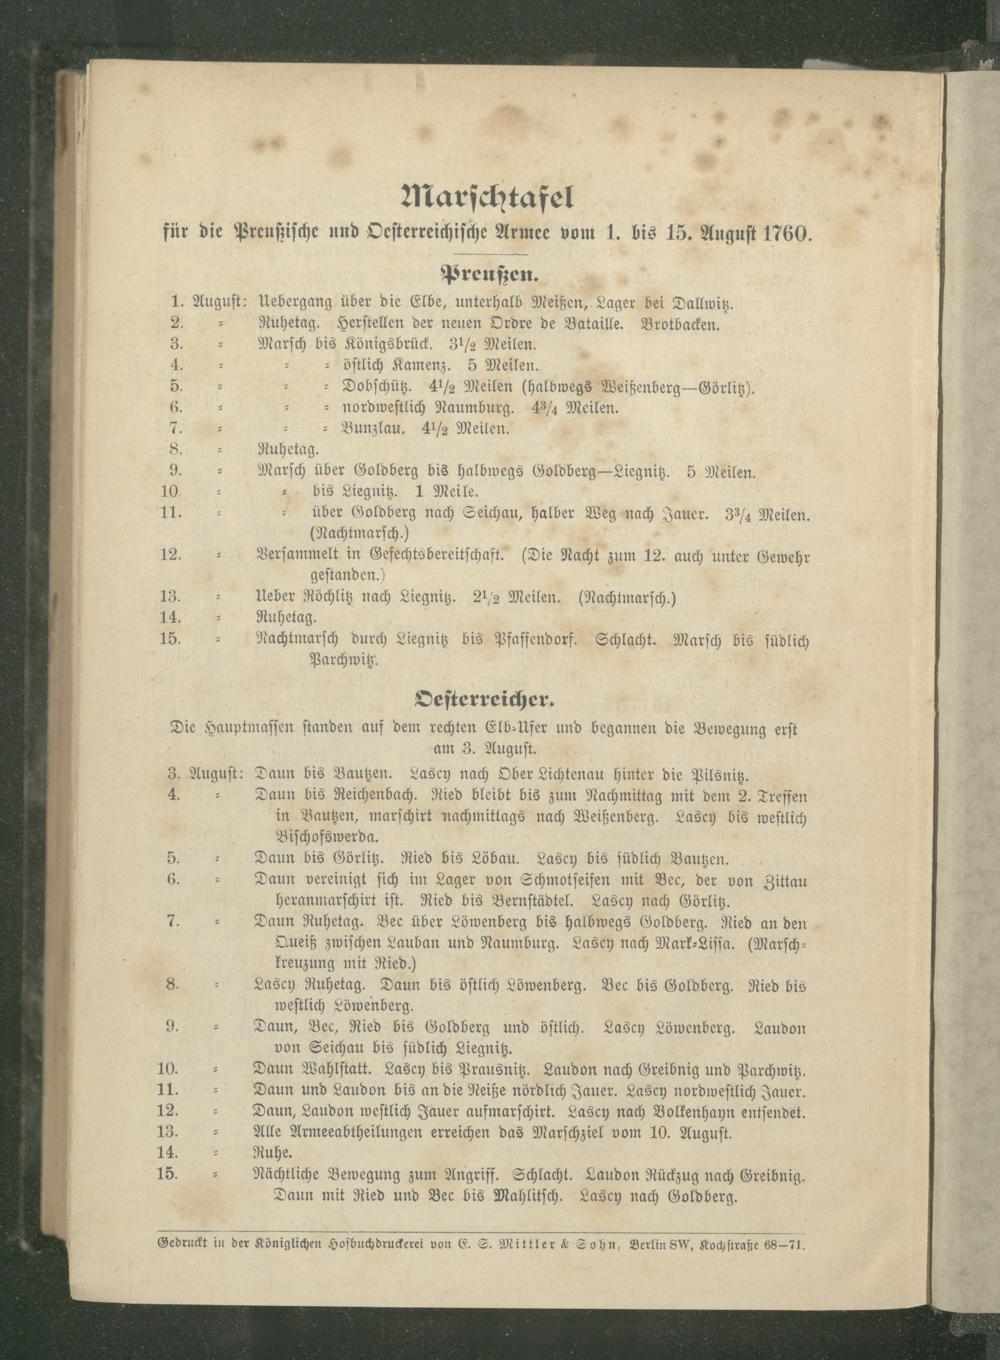 Marschtafel
für die Preußische und Oesterreichische Armee vom 1. bis 15. August 1760.
Preußen.
1. August: Uebergang über die Elbe, unterhalb Meißen, Lager bei Dallwitz.
2. = Ruhetag. Herstellen der neuen Ordre de Bataille. Brotbacken.
3. = Marsch bis Königsbrück. 3½ Meilen.
4. = = = östlich Kamenz. 5 Meilen.
5. = = = Dobschütz. 4½ Meilen (halbwegs Weißenberg—Görlitz).
6. = = = nordwestlich Naumburg. 4¾ Meilen.
7. = = = Bunzlau. 4½ Meilen.
8. = Ruhetag.
9. = Marsch über Goldberg bis halbwegs Goldberg—Liegnitz. 5 Meilen.
10. = = bis Liegnitz. 1 Meile.
11. = = über Goldberg nach Seichau, halber Weg nach Jauer. 3¾ Meilen.
(Nachtmarsch.)
12. = Versammelt in Gefechtsbereitschaft. (Die Nacht zum 12. auch unter Gewehr
gestanden.)
13. = Ueber Röchlitz nach Liegnitz. 2½ Meilen. (Nachtmarsch.)
14. = Ruhetag.
15. = Nachtmarsch durch Liegnitz bis Pfaffendorf. Schlacht. Marsch bis südlich
Parchwitz.
Oesterreicher.
Die Hauptmassen standen auf dem rechten Elb=Ufer und begannen die Bewegung erst
am 3. August.
3. August: Daun bis Bautzen. Lascy nach Ober Lichtenau hinter die Pilsnitz.
4. = Daun bis Reichenbach. Ried bleibt bis zum Nachmittag mit dem 2. Treffen
in Bautzen, marschirt nachmittags nach Weißenberg. Lascy bis westlich
Bischofswerda.
5. = Daun bis Görlitz. Ried bis Löbau. Lascy bis südlich Bautzen.
6. = Daun vereinigt sich im Lager von Schmotseifen mit Bec, der von Zittau
heranmarschirt ist. Ried bis Bernstädtel. Lascy nach Görlitz.
7. = Daun Ruhetag. Bec über Löwenberg bis halbwegs Goldberg. Ried an den
Queiß zwischen Lauban und Naumburg. Lascy nach Mark=Lissa. (Marsch=
kreuzung mit Ried.)
8. = Lascy Ruhetag. Daun bis östlich Löwenberg. Bec bis Goldberg. Ried bis
westlich Löwenberg.
9. = Daun, Bec, Ried bis Goldberg und östlich. Lascy Löwenberg. Laudon
von Seichau bis südlich Liegnitz.
10. = Daun Wahlstatt. Lascy bis Prausnitz. Laudon nach Greibnig und Parchwitz.
11. = Daun und Laudon bis an die Neiße nördlich Jauer. Lascy nordwestlich Jauer.
12. = Daun, Laudon westlich Jauer aufmarschirt. Lascy nach Bolkenhayn entsendet.
13. = Alle Armeeabtheilungen erreichen das Marschziel vom 10. August.
14. = Ruhe.
15. = Nächtliche Bewegung zum Angriff. Schlacht. Laudon Rückzug nach Greibnig.
Daun mit Ried und Bec bis Mahlitsch. Lascy nach Goldberg.
Gedruckt in der Königlichen Hofbuchdruckerei von E. S. Mittler & Sohn, Berlin SW, Kochstraße 68—71.